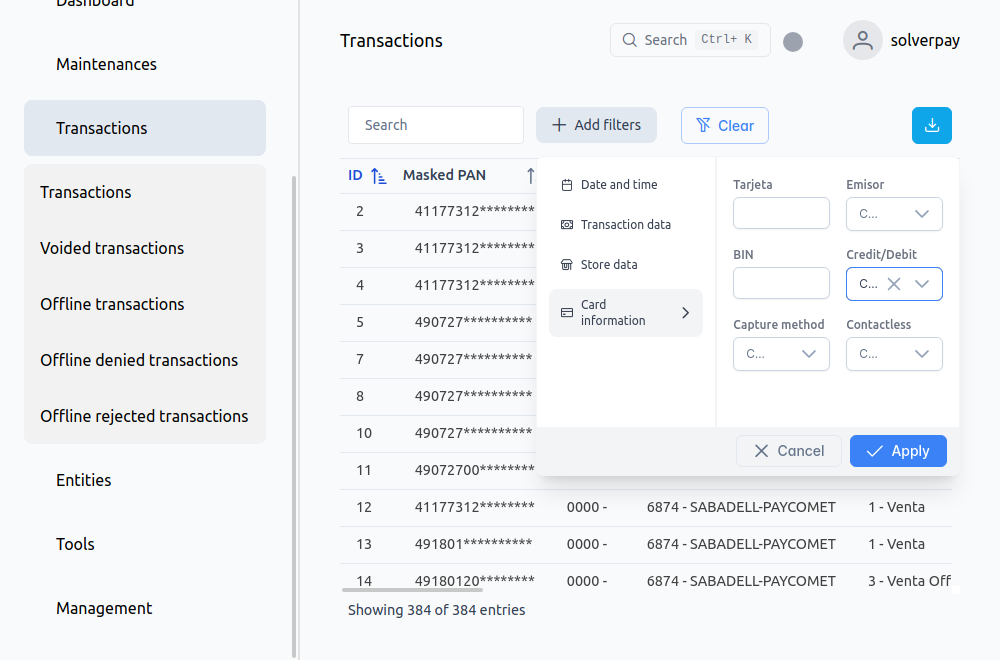 Dashboard
Maintenances
Transactions
Transactions
Voided transactions
Offline transactions
Offline denied transactions
Offline rejected transactions
Entities
Tools
Management
Transactions
Search Ctrl+ K
solverpay
Search
Add filters
Clear
ID Masked PAN
2 41177312********
3 41177312********
4 41177312********
5 490727**********
7 490727**********
8 490727**********
10 490727**********
11 49072700********
12 41177312******** 0000 - 6874 - SABADELL-PAYCOMET 1 - Venta
13 491801********** 0000 - 6874 - SABADELL-PAYCOMET 1 - Venta
14 49180120******** 0000 - 6874 - SABADELL-PAYCOMET 3 - Venta Off
Showing 384 of 384 entries
Date and time
Transaction data
Store data
Card
information
Tarjeta
Emisor
C...
BIN
Credit/Debit
C...
Capture method
C...
Contactless
C...
Cancel
Apply